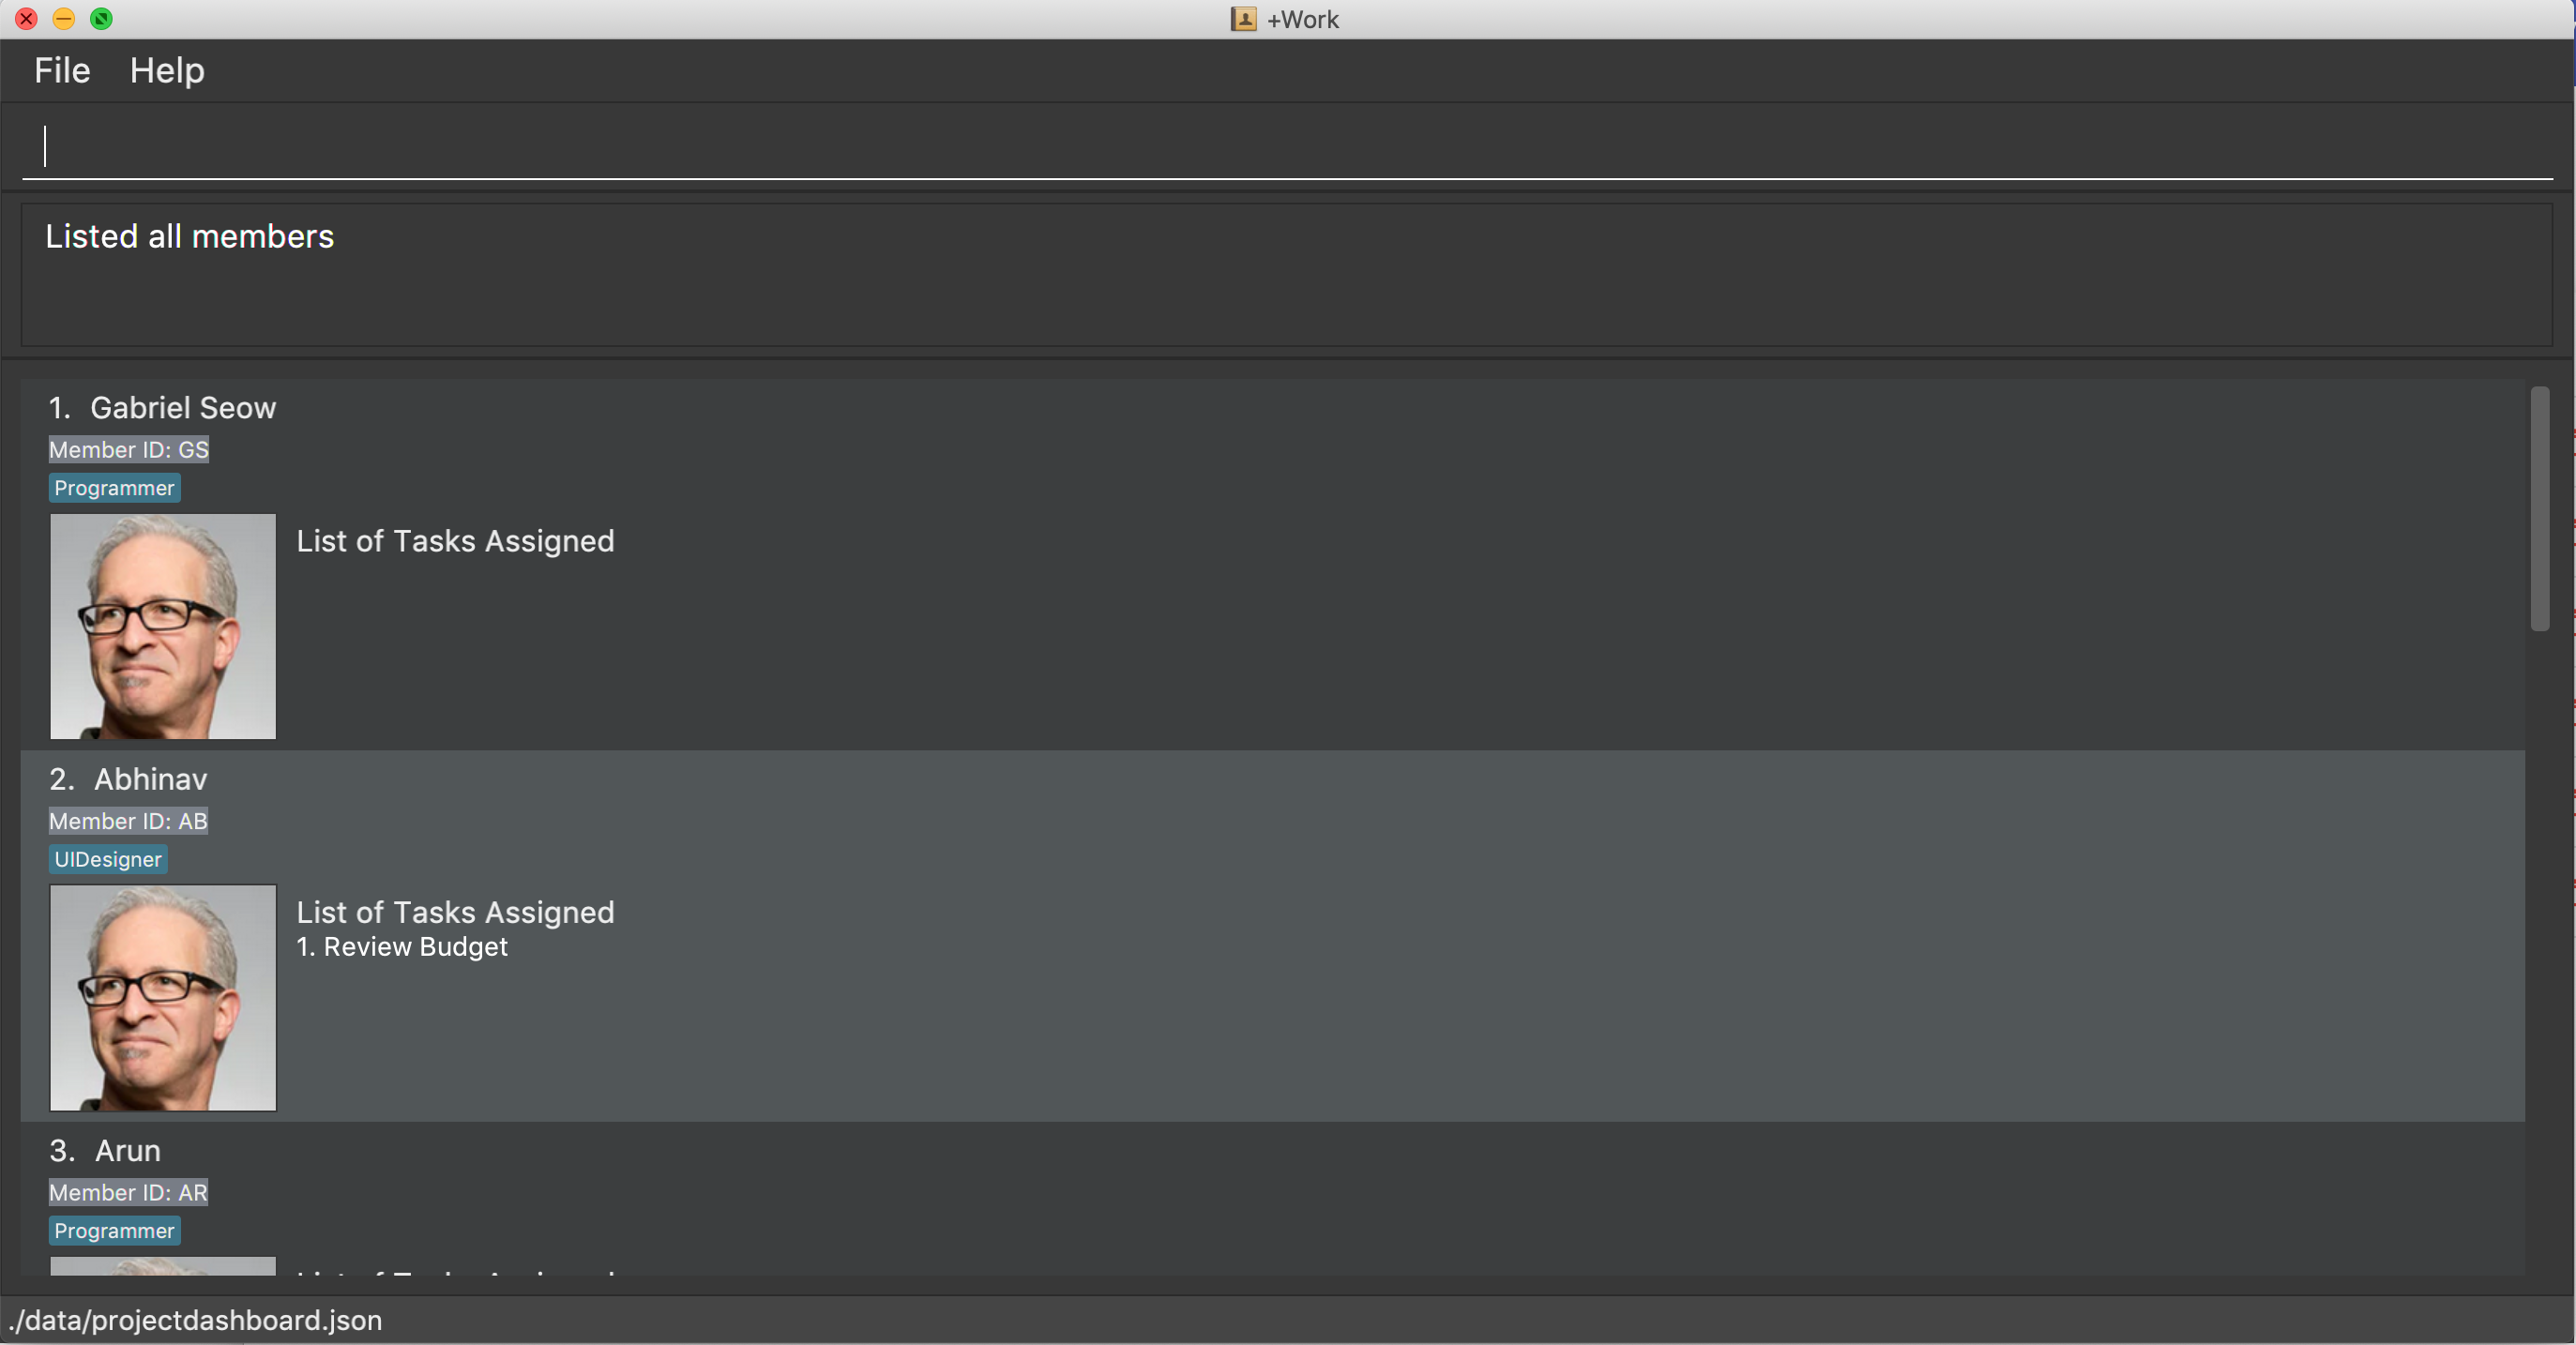 +Work
File Help
Listed all members
1. Gabriel Seow
Member ID: GS
Programmer
List of Tasks Assigned
2. Abhinav
Member ID: AB
UIDesigner
List of Tasks Assigned
1. Review Budget
3. Arun
Member ID: AR
Programmer
./data/projectdashboard.json